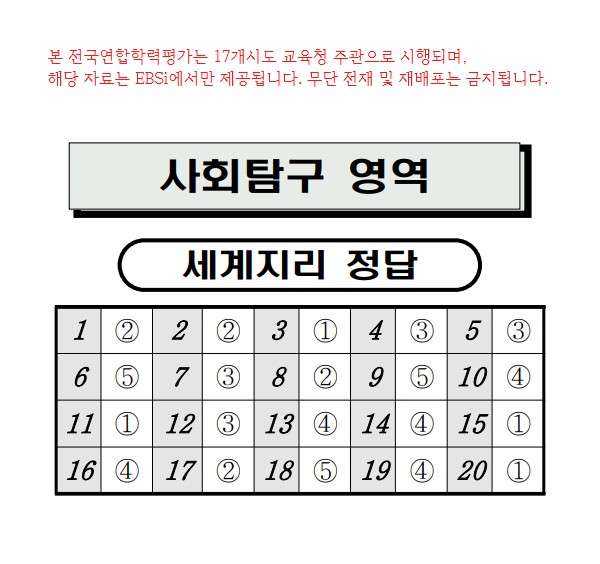 본 전국연합학력평가는 17개시도 교육청 주관으로 시행되며,
해당 자료는 EBSi에서만 제공됩니다. 무단 전재 및 재배포는 금지됩니다.
사회탐구 영역
세계지리 정답
1 ② 2 ② 3 ① 4 ③ 5 ③
6 ⑤ 7 ③ 8 ② 9 ⑤ 10 ④
11 ① 12 ③ 13 ④ 14 ④ 15 ①
16 ④ 17 ② 18 ⑤ 19 ④ 20 ①